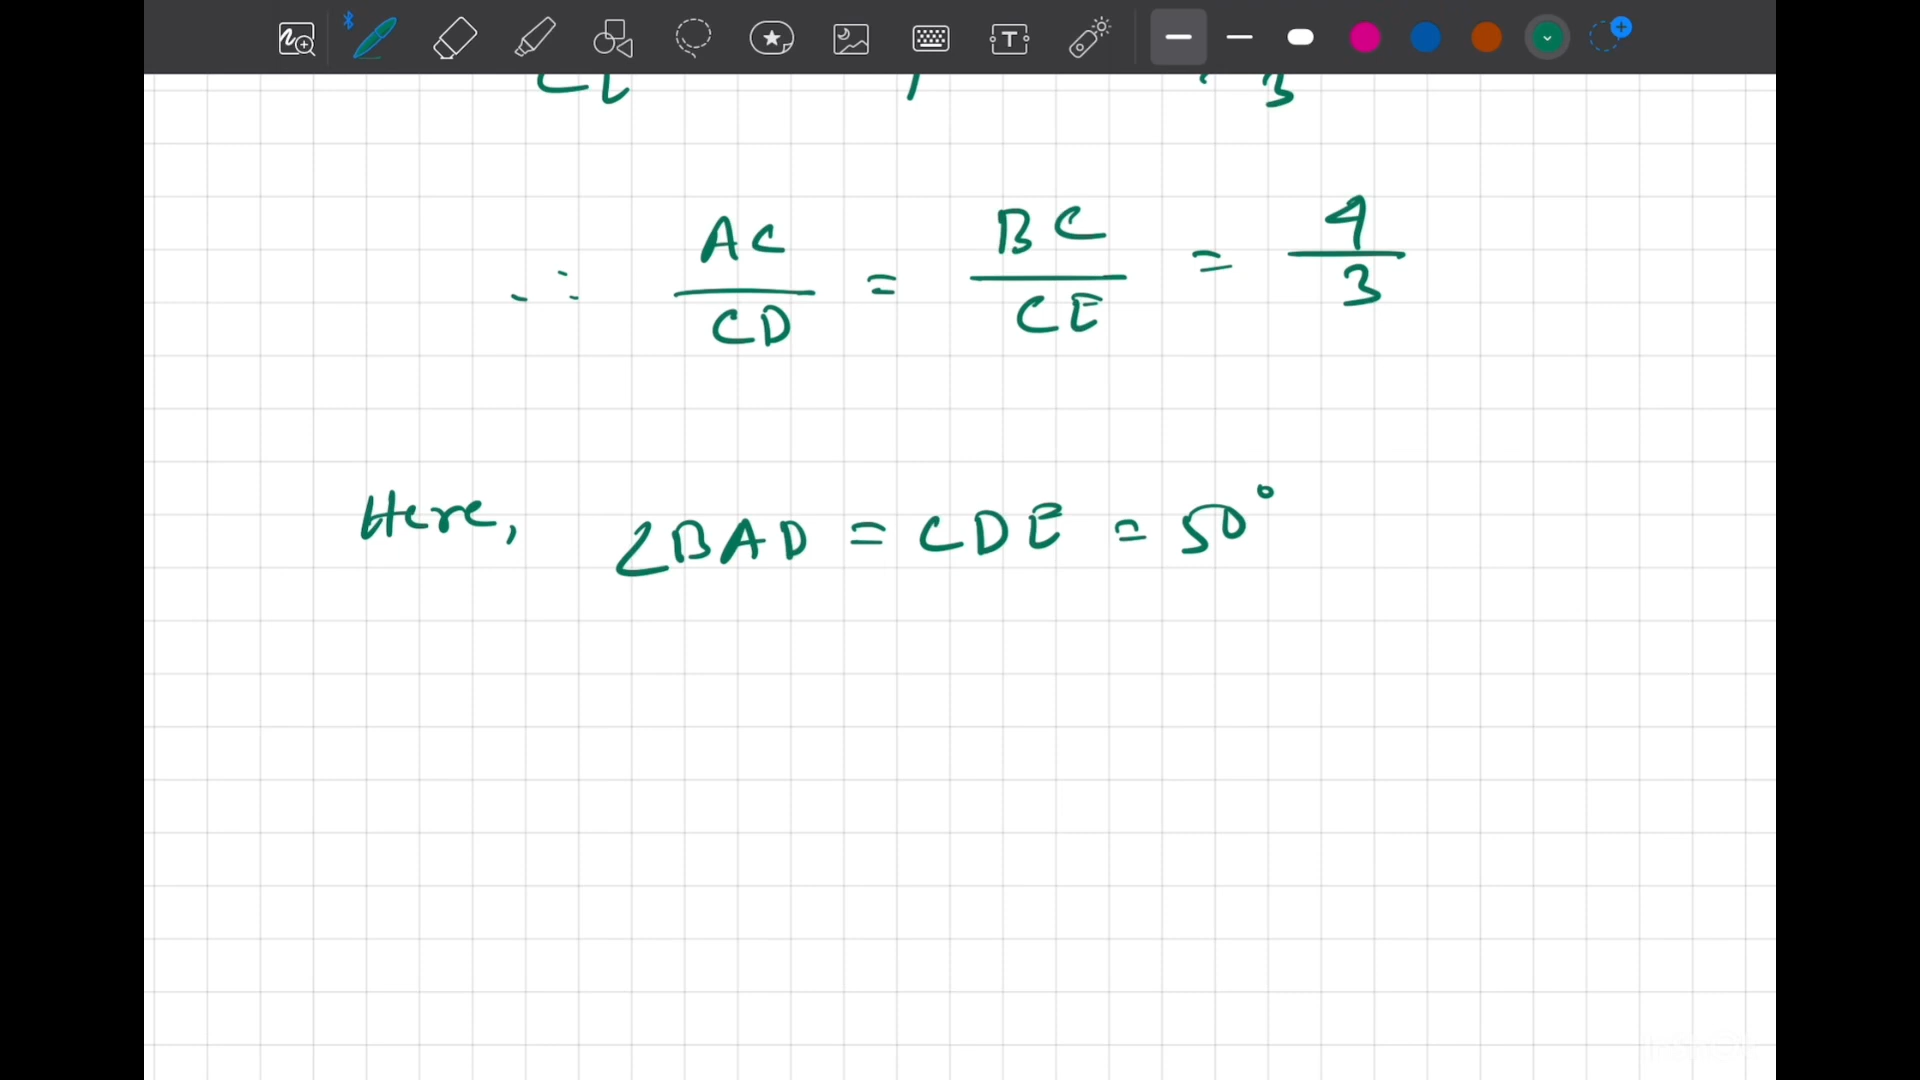 ∴ AC/CD = BC/CE = 4/3
Here, ∠BAD = CDE = 50°